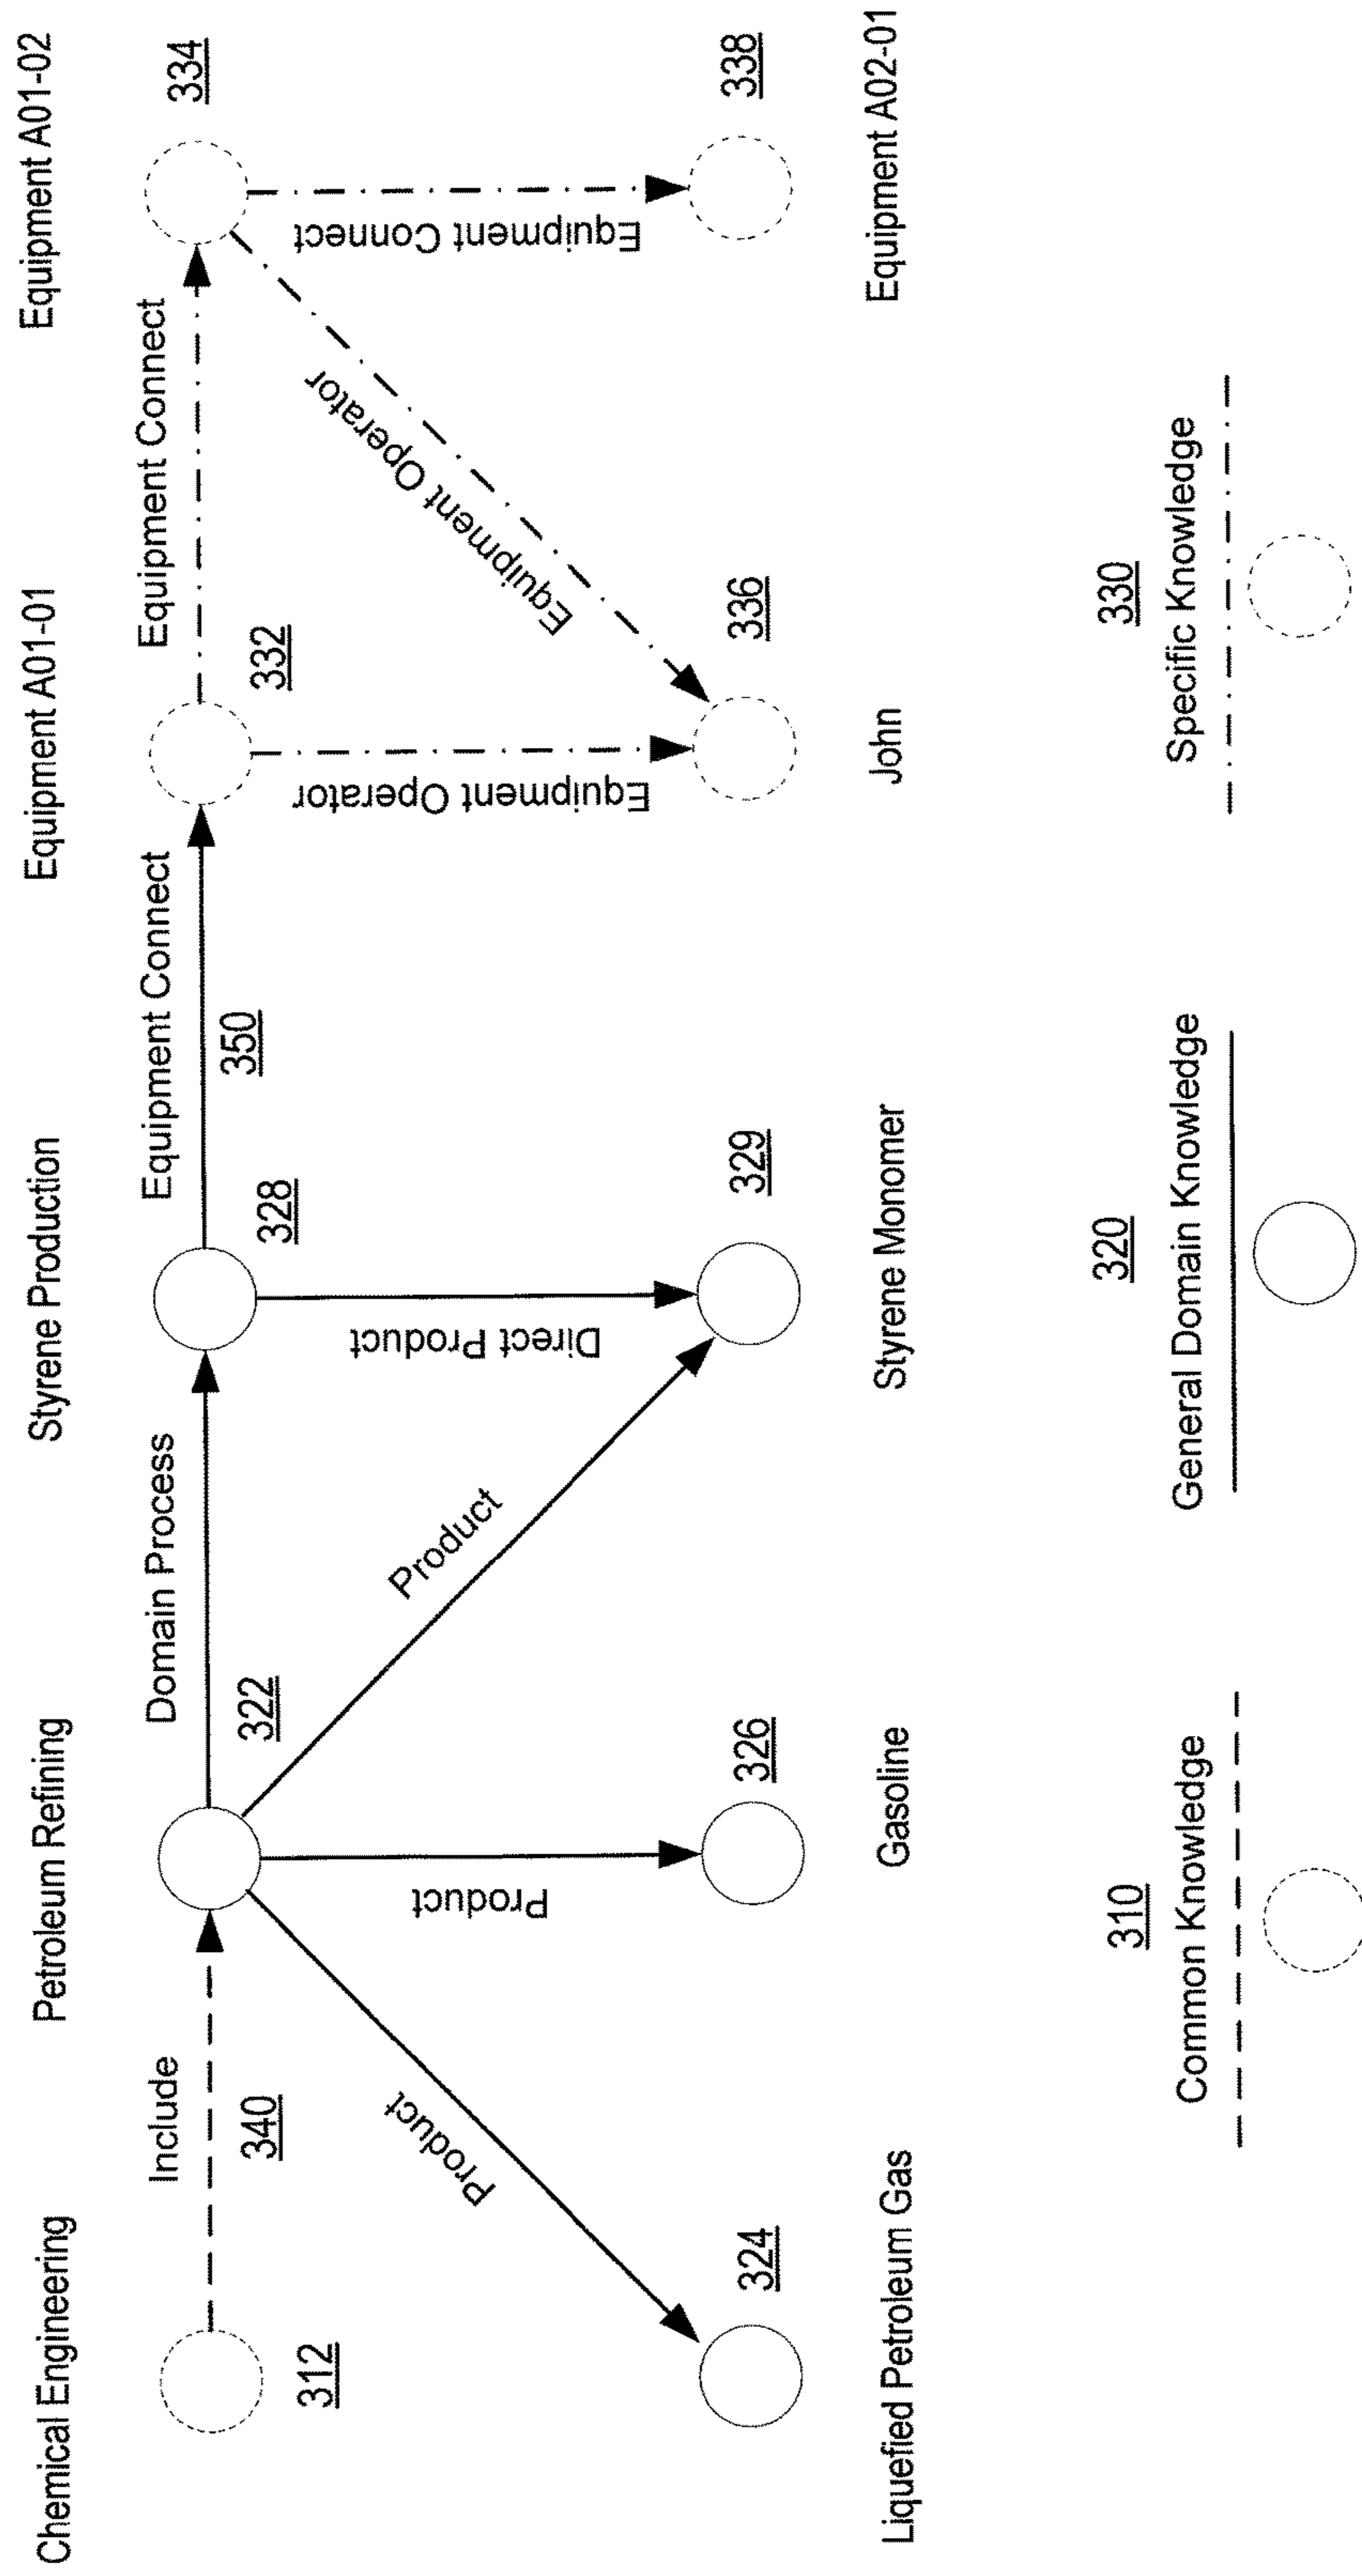 Chemical Engineering
Petroleum Refining
Styrene Production
Equipment A01-01
Equipment A01-02
Include
Domain Process
Equipment Connect
Equipment Connect
340
322
328
350
332
334
312
Product
Product
Product
Direct Product
Equipment Operator
Equipment Operator
Equipment Connect
324
326
329
336
338
Liquefied Petroleum Gas
Gasoline
Styrene Monomer
John
Equipment A02-01
310
320
330
Common Knowledge
General Domain Knowledge
Specific Knowledge